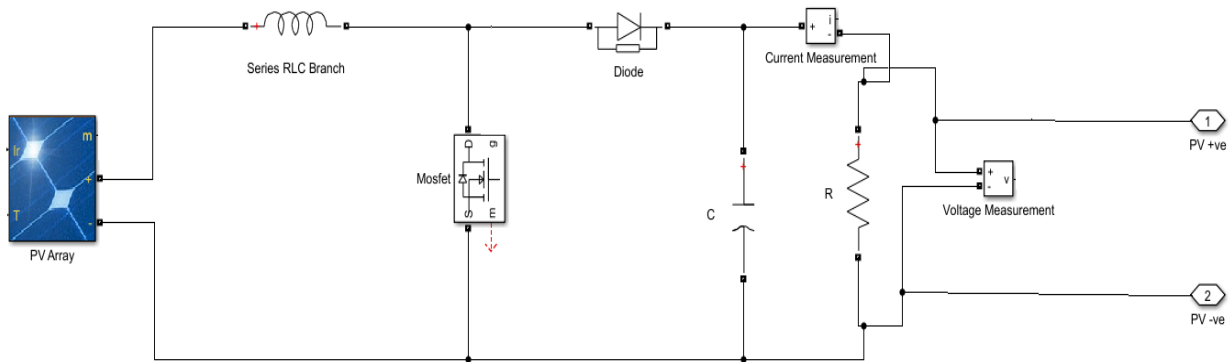 i
+
-
Current Measurement
+
Series RLC Branch
Diode
m
Ir
+
T
-
PV Array
D
g
S
m
Mosfet
+
C
+
R
+
v
-
Voltage Measurement
1
PV +ve
2
PV -ve